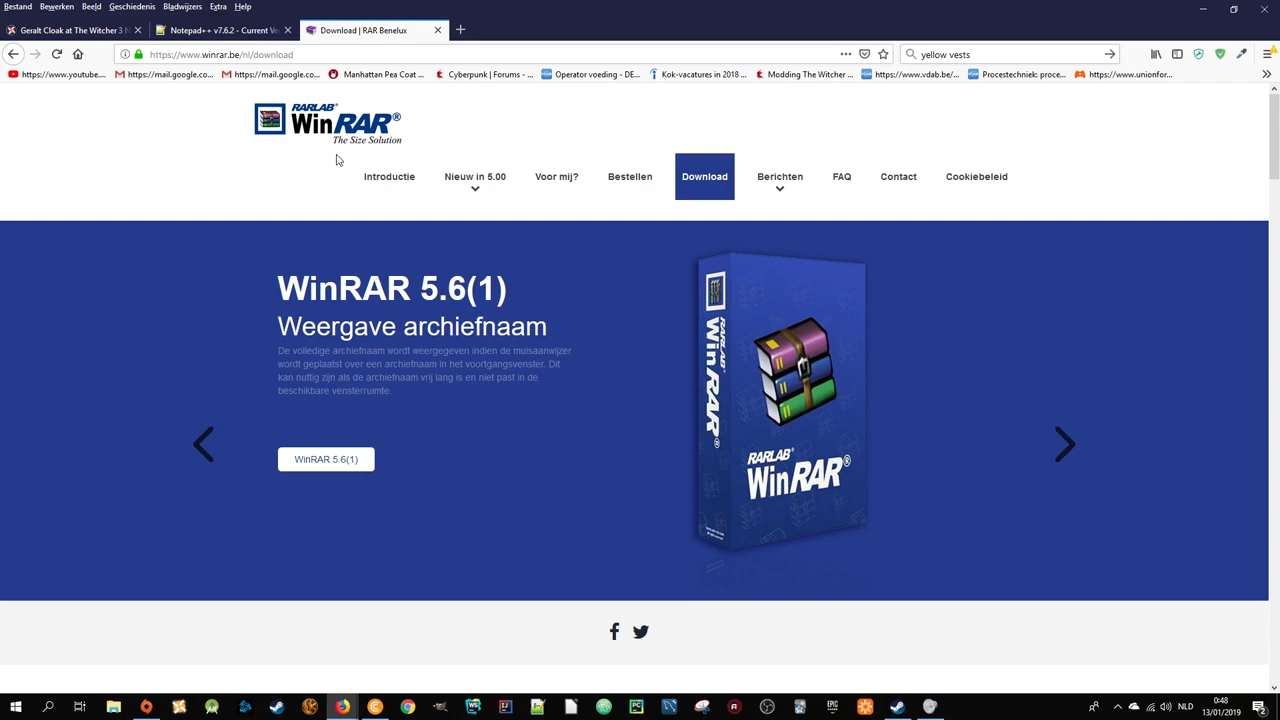 Bestand Bewerken Beeld Geschiedenis Bladwijzers Extra Help
Geralt Cloak at The Witcher 3 N
Notepad++ v7.6.2 - Current Ve
Download | RAR Benelux
https://www.winrar.be/nl/download
yellow vests
https://www.youtube....
https://mail.google.co...
https://mail.google.co...
Manhattan Pea Coat ...
Cyberpunk | Forums - ...
Operator voeding - DE...
Kok-vacatures in 2018 ...
Modding The Witcher ...
https://www.vdab.be/...
Procestechniek: proce...
https://www.unionfor...
RARLAB®
WinRAR®
The Size Solution
Introductie
Nieuw in 5.00
Voor mij?
Bestellen
Download
Berichten
FAQ
Contact
Cookiebeleid
WinRAR 5.6(1)
Weergave archiefnaam
De volledige archiefnaam wordt weergegeven indien de muisaanwijzer
wordt geplaatst over een archiefnaam in het voortgangsvenster. Dit
kan nuttig zijn als de archiefnaam vrij lang is en niet past in de
beschikbare vensterruimte.
WinRAR 5.6(1)
RARLAB
WinRAR®
RARLAB®
WinRAR®
NLD
0:48
13/01/2019